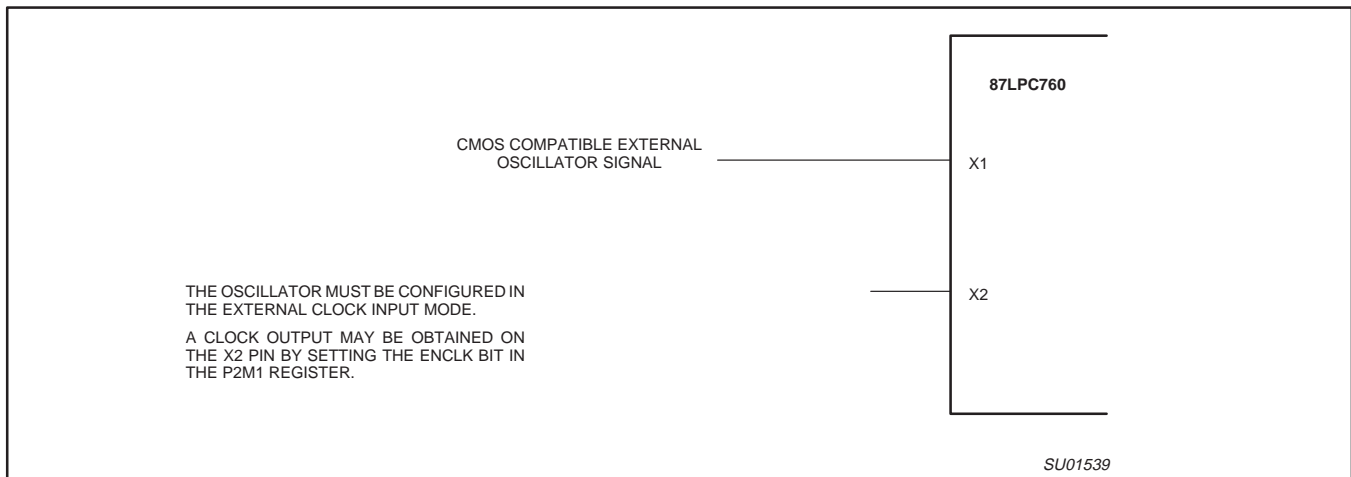 87LPC760
CMOS COMPATIBLE EXTERNAL
OSCILLATOR SIGNAL
X1
THE OSCILLATOR MUST BE CONFIGURED IN
THE EXTERNAL CLOCK INPUT MODE.
X2
A CLOCK OUTPUT MAY BE OBTAINED ON
THE X2 PIN BY SETTING THE ENCLK BIT IN
THE P2M1 REGISTER.
SU01539